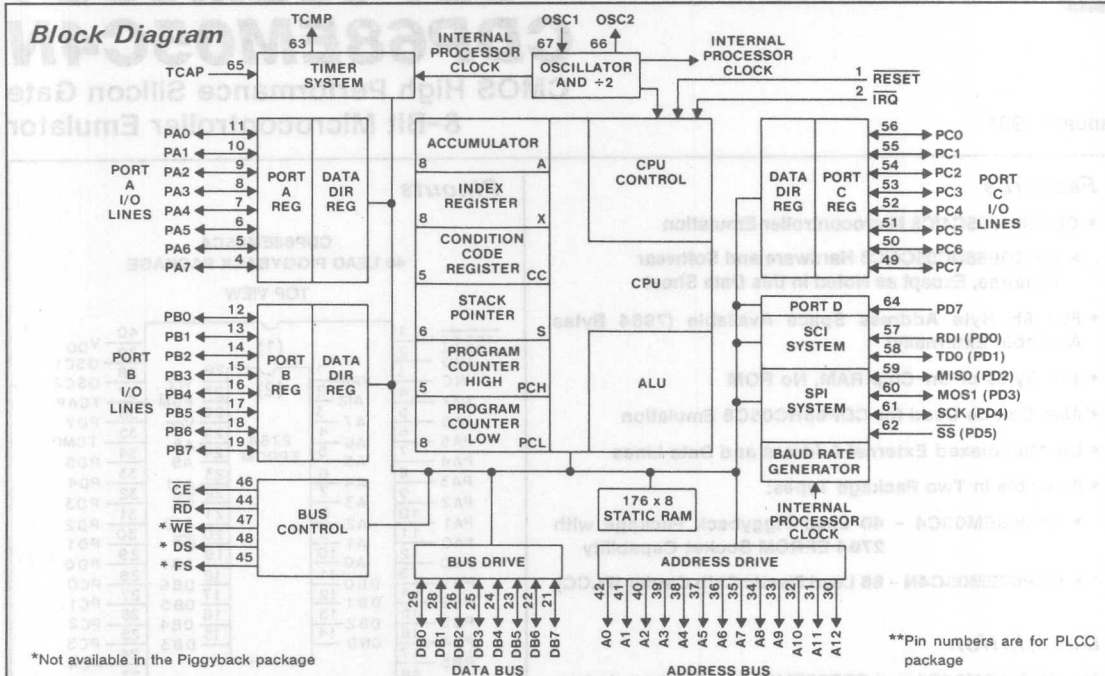 Block Diagram
TCMP
63
TCAP
65
TIMER
SYSTEM
INTERNAL
PROCESSOR
CLOCK
OSC1
OSC2
67
66
OSCILLATOR
AND ÷2
INTERNAL
PROCESSOR
CLOCK
1
RESET
2
IRQ
PORT
A
I/O
LINES
PA0
11
PA1
10
PA2
9
PA3
8
PA4
7
PA5
6
PA6
5
PA7
4
PORT
A
REG
DATA
DIR
REG
ACCUMULATOR
8
A
INDEX
REGISTER
8
X
CONDITION
CODE
REGISTER
5
CC
STACK
POINTER
6
S
PROGRAM
COUNTER
HIGH
PCH
PROGRAM
COUNTER
LOW
8
PCL
CPU
CONTROL
CPU
ALU
DATA
DIR
REG
PORT
C
REG
56
PC0
55
PC1
54
PC2
53
PC3
52
PC4
51
PC5
50
PC6
49
PC7
PORT
C
I/O
LINES
PORT
B
I/O
LINES
PB0
12
PB1
13
PB2
14
PB3
15
PB4
16
PB5
17
PB6
18
PB7
19
PORT
B
REG
DATA
DIR
REG
PORT D
64
PD7
SCI
SYSTEM
57
RDI (PD0)
58
TD0 (PD1)
SPI
SYSTEM
59
MISO (PD2)
60
MOS1 (PD3)
61
SCK (PD4)
62
SS (PD5)
BAUD RATE
GENERATOR
INTERNAL
PROCESSOR
CLOCK
176 x 8
STATIC RAM
CE
46
RD
44
* WE
47
* DS
48
* FS
45
BUS
CONTROL
BUS DRIVE
ADDRESS DRIVE
29 28 26 25 24 23 22 21
DB0 DB1 DB2 DB3 DB4 DB5 DB6 DB7
DATA BUS
42 41 40 39 38 37 36 35 34 33 32 31 30
A0 A1 A2 A3 A4 A5 A6 A7 A8 A9 A10 A11 A12
ADDRESS BUS
*Not available in the Piggyback package
**Pin numbers are for PLCC
package